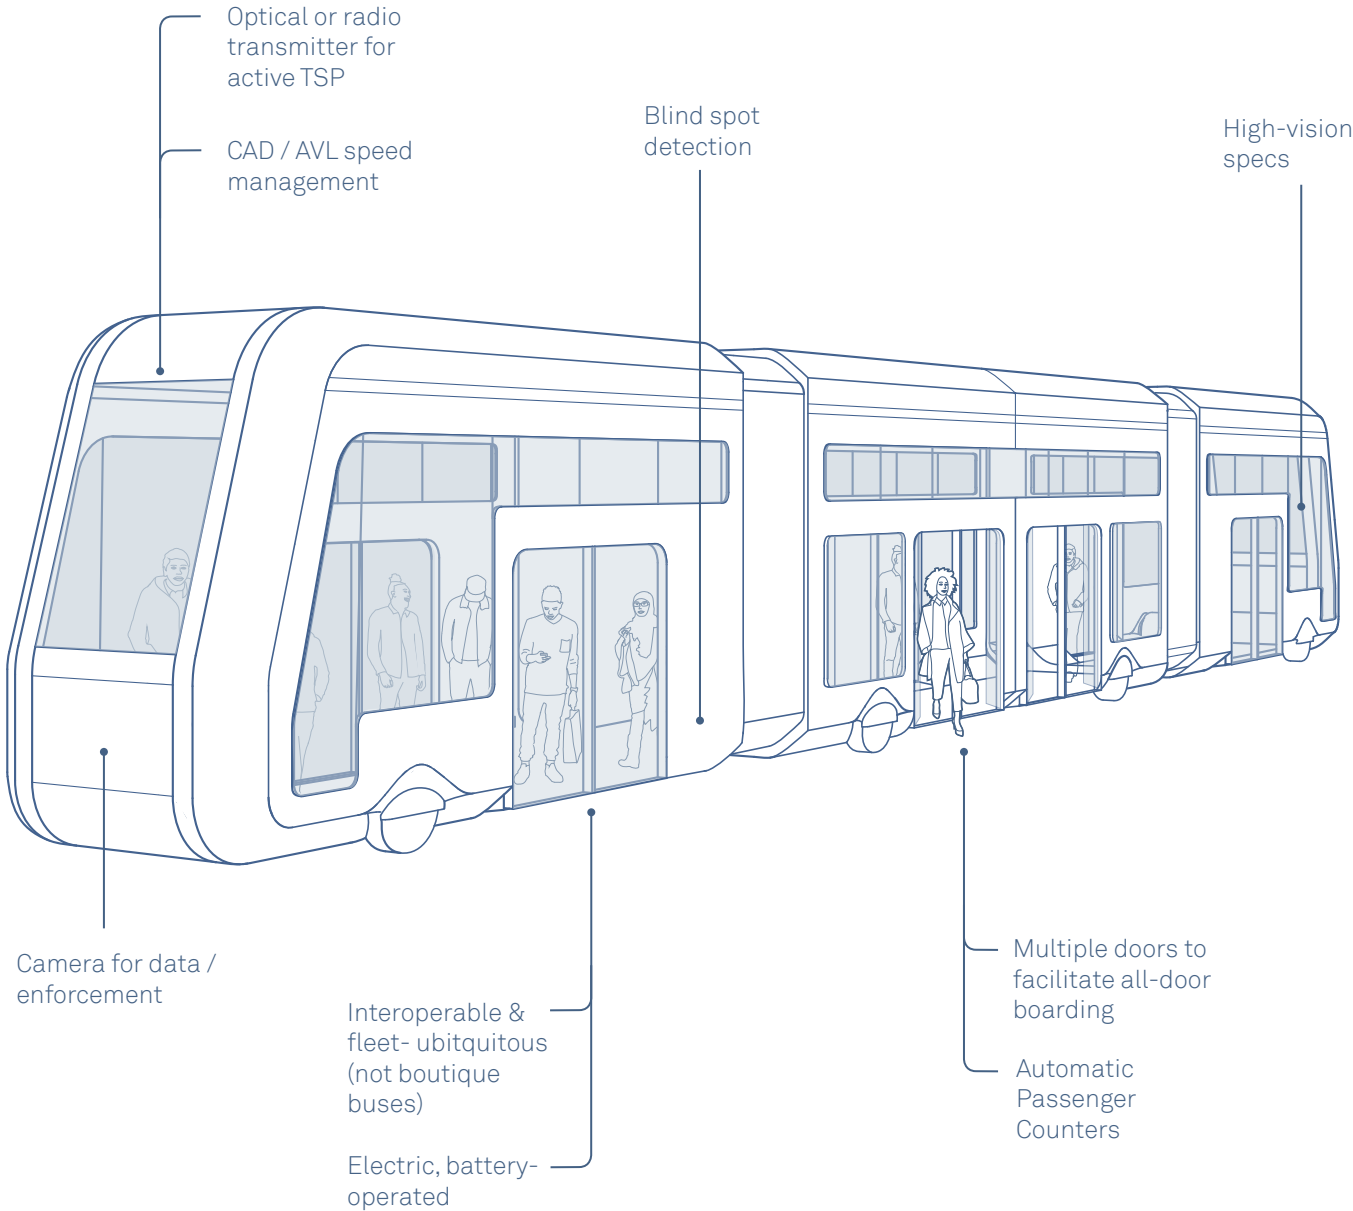 Optical or radio
transmitter for
active TSP
CAD / AVL speed
management
Blind spot
detection
High-vision
specs
Camera for data /
enforcement
Interoperable &
fleet- ubitquitous
(not boutique
buses)
Electric, battery-
operated
Multiple doors to
facilitate all-door
boarding
Automatic
Passenger
Counters